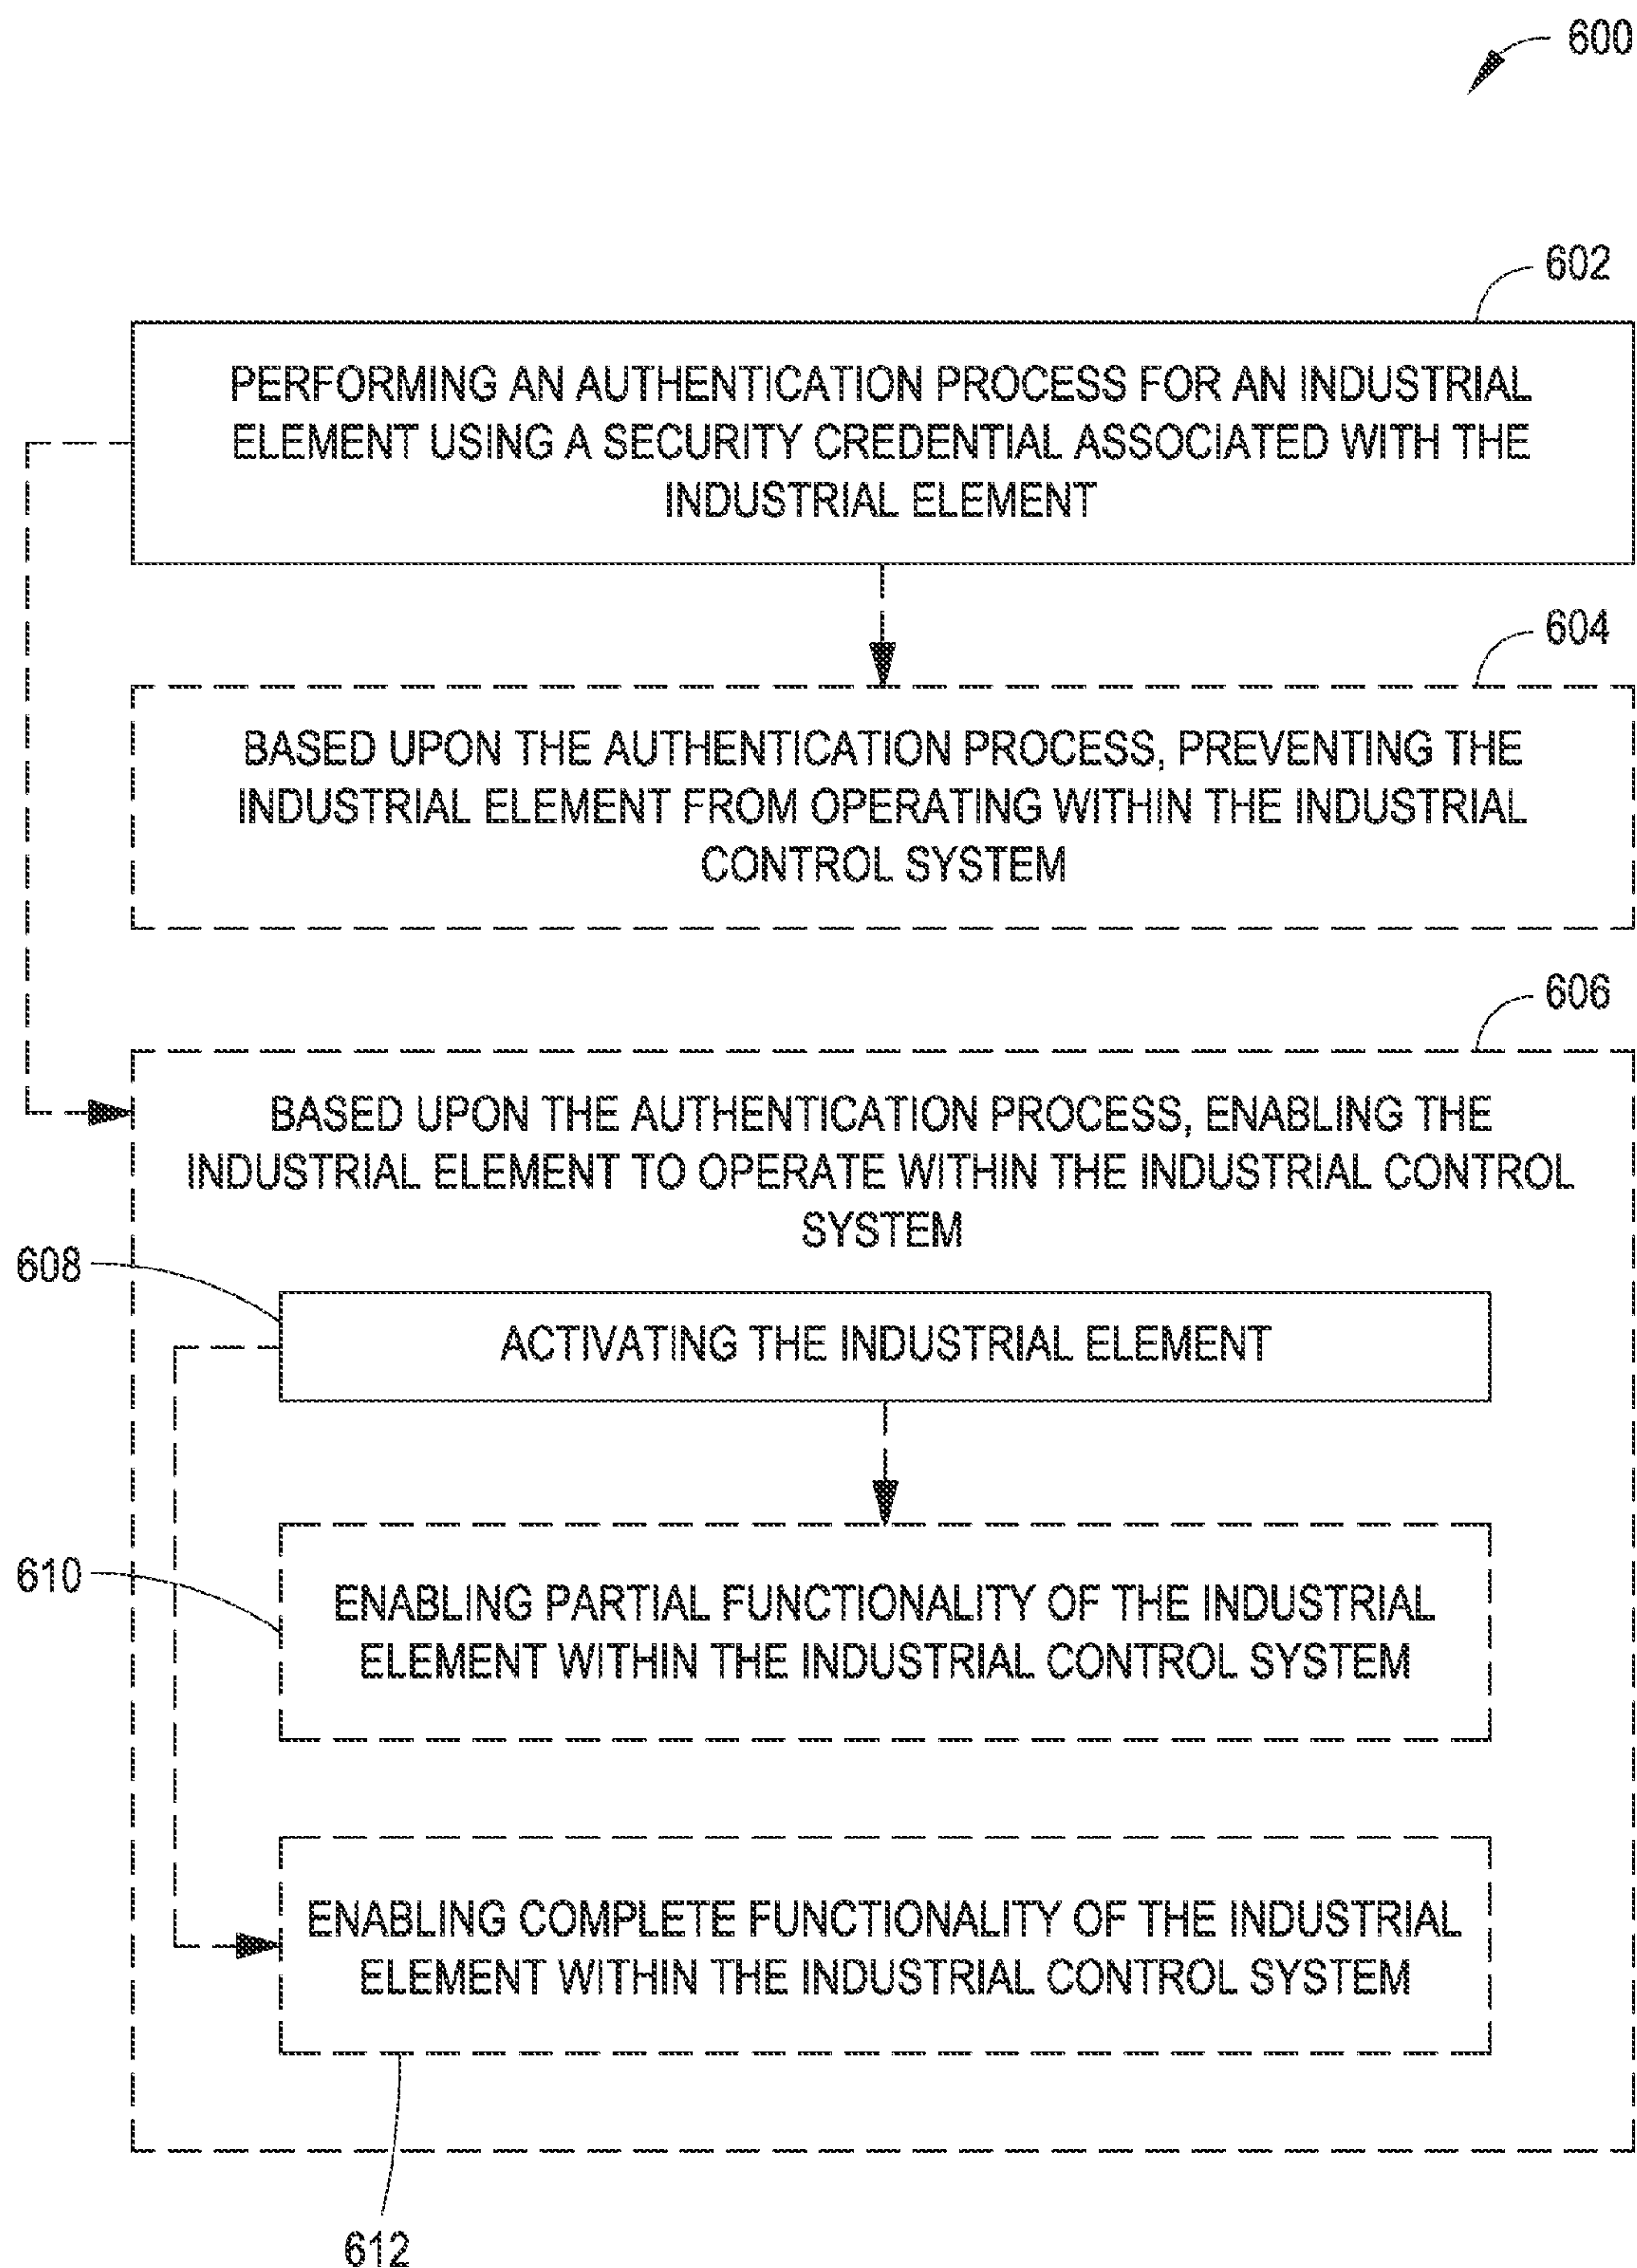 600
602
PERFORMING AN AUTHENTICATION PROCESS FOR AN INDUSTRIAL
ELEMENT USING A SECURITY CREDENTIAL ASSOCIATED WITH THE
INDUSTRIAL ELEMENT
604
BASED UPON THE AUTHENTICATION PROCESS, PREVENTING THE
INDUSTRIAL ELEMENT FROM OPERATING WITHIN THE INDUSTRIAL
CONTROL SYSTEM
606
BASED UPON THE AUTHENTICATION PROCESS, ENABLING THE
INDUSTRIAL ELEMENT TO OPERATE WITHIN THE INDUSTRIAL CONTROL
SYSTEM
608
ACTIVATING THE INDUSTRIAL ELEMENT
610
ENABLING PARTIAL FUNCTIONALITY OF THE INDUSTRIAL
ELEMENT WITHIN THE INDUSTRIAL CONTROL SYSTEM
ENABLING COMPLETE FUNCTIONALITY OF THE INDUSTRIAL
ELEMENT WITHIN THE INDUSTRIAL CONTROL SYSTEM
612